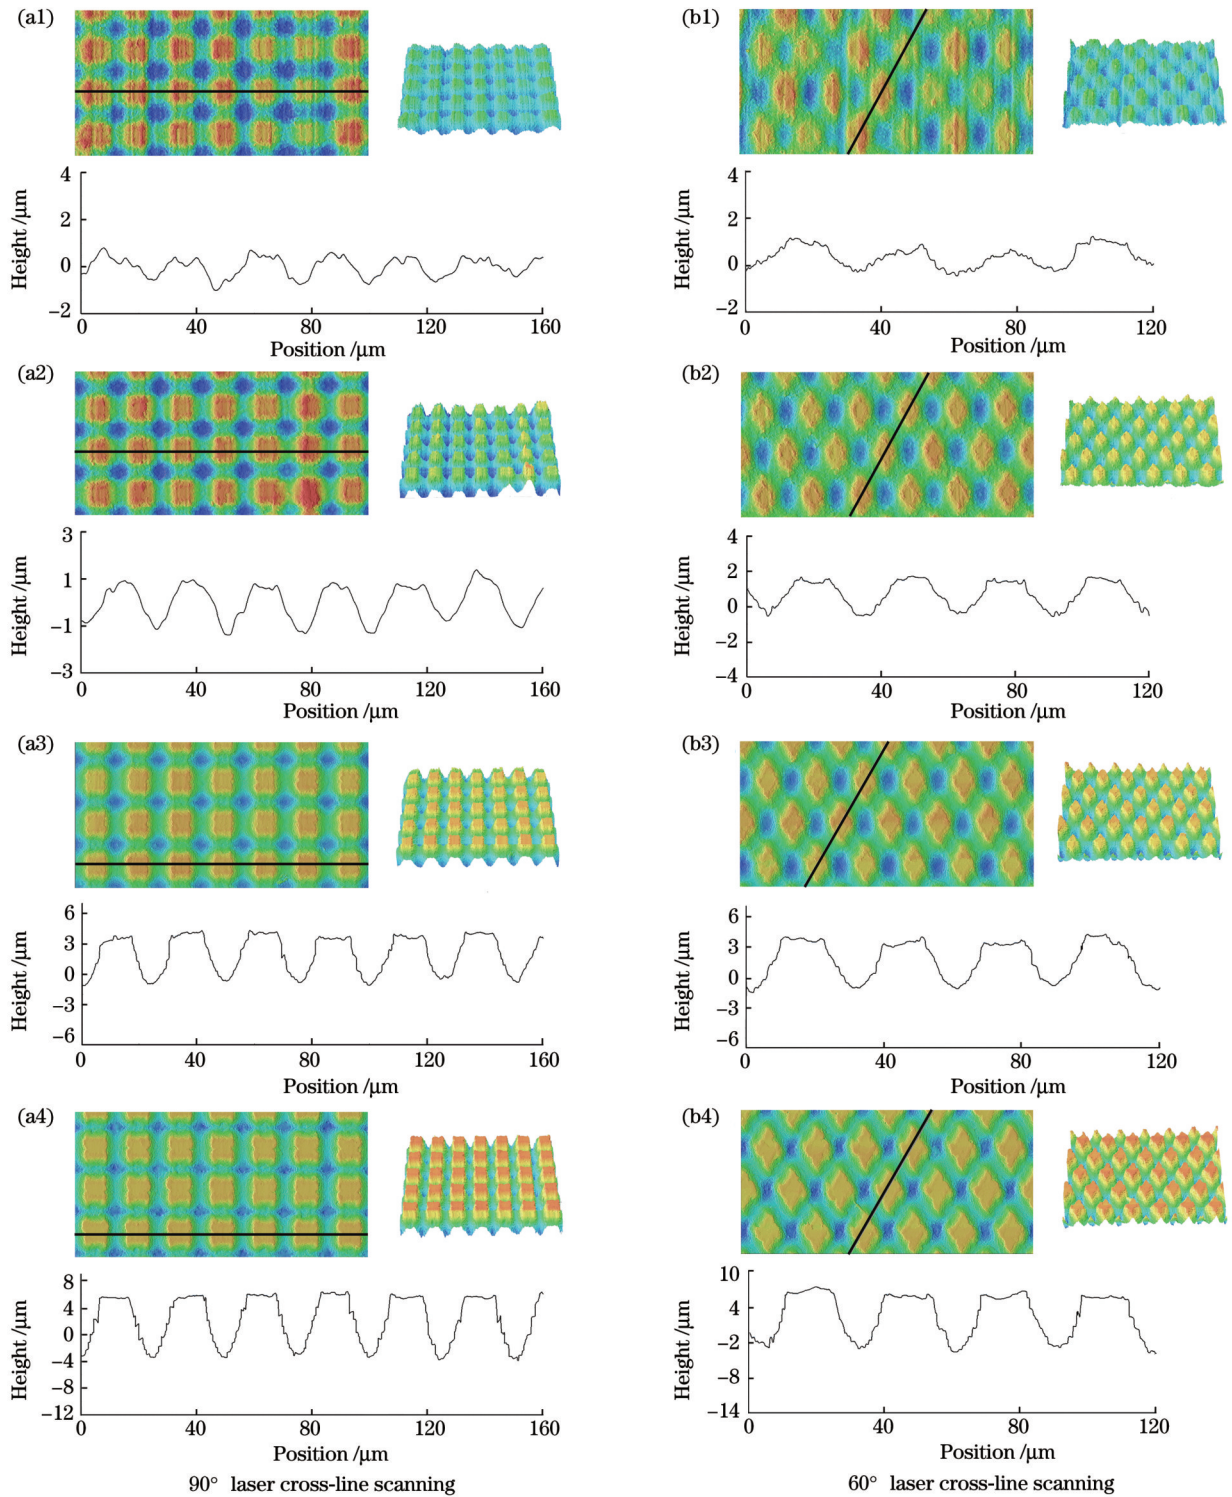 (a1)
4
2
0
−2
Height /μm
0 40 80 120 160
Position /μm
(b1)
4
2
0
−2
Height /μm
0 40 80 120
Position /μm
(a2)
3
1
−1
−3
Height /μm
0 40 80 120 160
Position /μm
(b2)
4
2
0
−2
−4
Height /μm
0 40 80 120
Position /μm
(a3)
6
3
0
−3
−6
Height /μm
0 40 80 120 160
Position /μm
(b3)
6
3
0
−3
−6
Height /μm
0 40 80 120
Position /μm
(a4)
8
4
0
−4
−8
−12
Height /μm
0 40 80 120 160
Position /μm
90° laser cross-line scanning
(b4)
10
4
−2
−8
−14
Height /μm
0 40 80 120
Position /μm
60° laser cross-line scanning